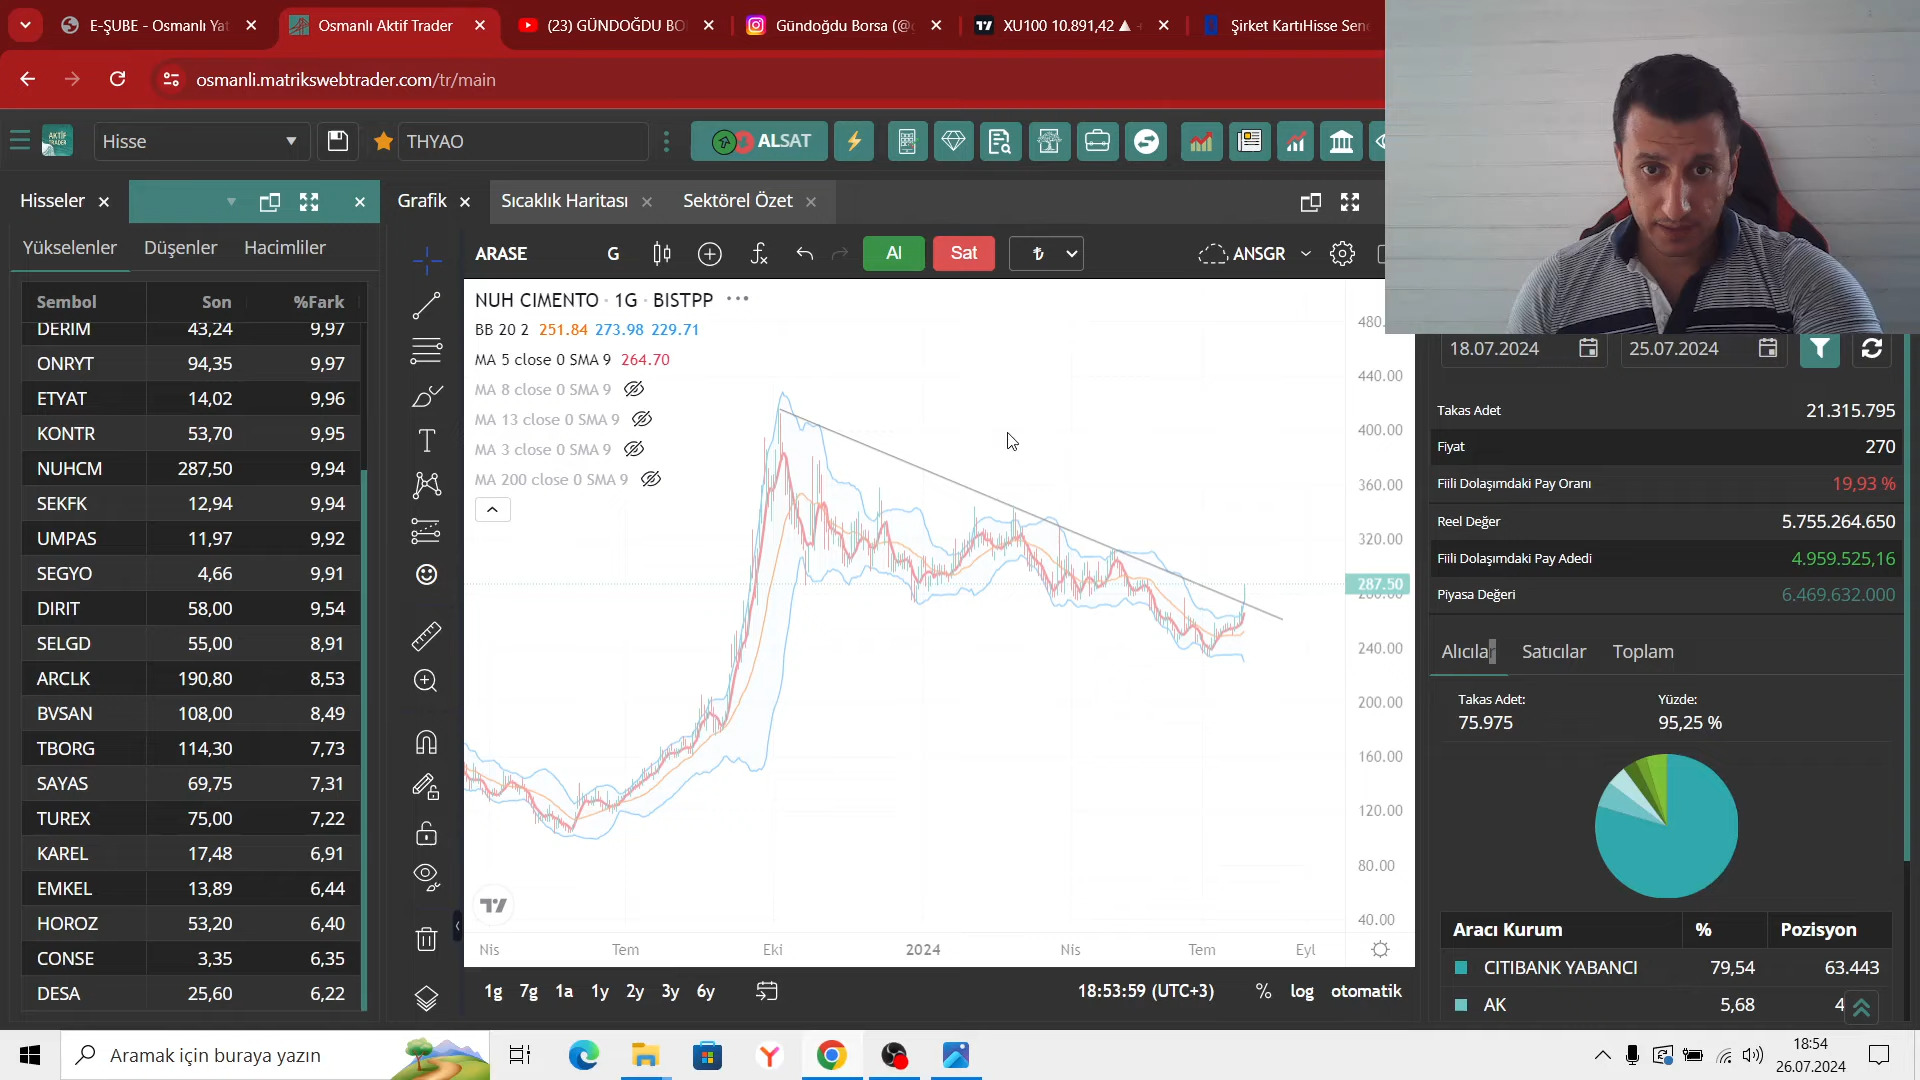 E-ŞUBE - Osmanlı Yat
Osmanlı Aktif Trader
(23) GÜNDOĞDU BO
Gündoğdu Borsa (@g
XU100 10.891,42 ▲
Şirket KartıHisse Sen
osmanli.matrikswebtrader.com/tr/main
AKTİF TRADER
Hisse
THYAO
ALSAT
Hisseler
Grafik
Sıcaklık Haritası
Sektörel Özet
Yükselenler
Düşenler
Hacimliler
ARASE
G
Al
Sat
₺
ANSGR
Sembol Son %Fark
DERIM 43,24 9,97
ONRYT 94,35 9,97
ETYAT 14,02 9,96
KONTR 53,70 9,95
NUHCM 287,50 9,94
SEKFK 12,94 9,94
UMPAS 11,97 9,92
SEGYO 4,66 9,91
DIRIT 58,00 9,54
SELGD 55,00 8,91
ARCLK 190,80 8,53
BVSAN 108,00 8,49
TBORG 114,30 7,73
SAYAS 69,75 7,31
TUREX 75,00 7,22
KAREL 17,48 6,91
EMKEL 13,89 6,44
HOROZ 53,20 6,40
CONSE 3,35 6,35
DESA 25,60 6,22
NUH CIMENTO · 1G · BISTPP
BB 20 2 251.84 273.98 229.71
MA 5 close 0 SMA 9 264.70
MA 8 close 0 SMA 9
MA 13 close 0 SMA 9
MA 3 close 0 SMA 9
MA 200 close 0 SMA 9
480.
440.00
400.00
360.00
320.00
287.50
280.00
240.00
200.00
160.00
120.00
80.00
40.00
Nis Tem Eki 2024 Nis Tem Eyl
1g 7g 1a 1y 2y 3y 6y
18:53:59 (UTC+3)
% log otomatik
18.07.2024
25.07.2024
Takas Adet 21.315.795
Fiyat 270
Fiili Dolaşımdaki Pay Oranı 19,93 %
Reel Değer 5.755.264.650
Fiili Dolaşımdaki Pay Adedi 4.959.525,16
Piyasa Değeri 6.469.632.000
Alıcılar
Satıcılar
Toplam
Takas Adet: Yüzde:
75.975 95,25 %
Aracı Kurum % Pozisyon
CITIBANK YABANCI 79,54 63.443
AK 5,68 4
Aramak için buraya yazın
18:54
26.07.2024